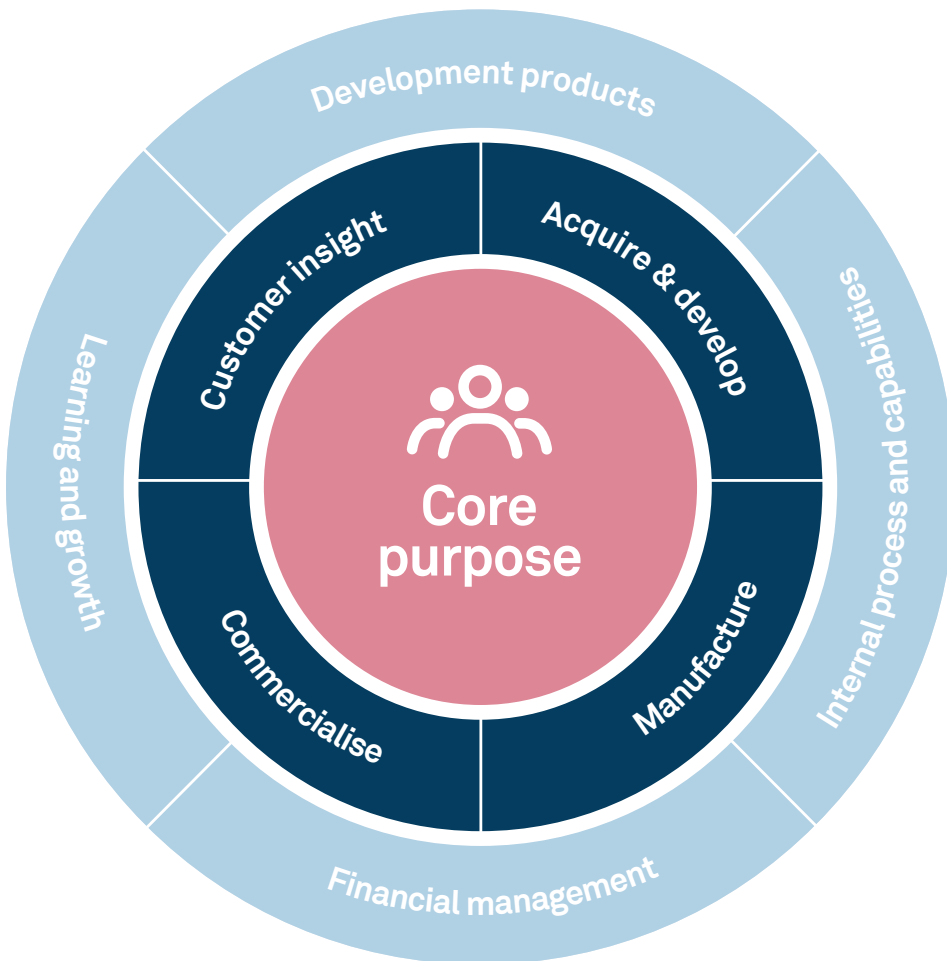 Development products
Customer insight
Acquire & develop
Learning and growth
Internal process and capabilities
Core
purpose
Commercialise
Manufacture
Financial management